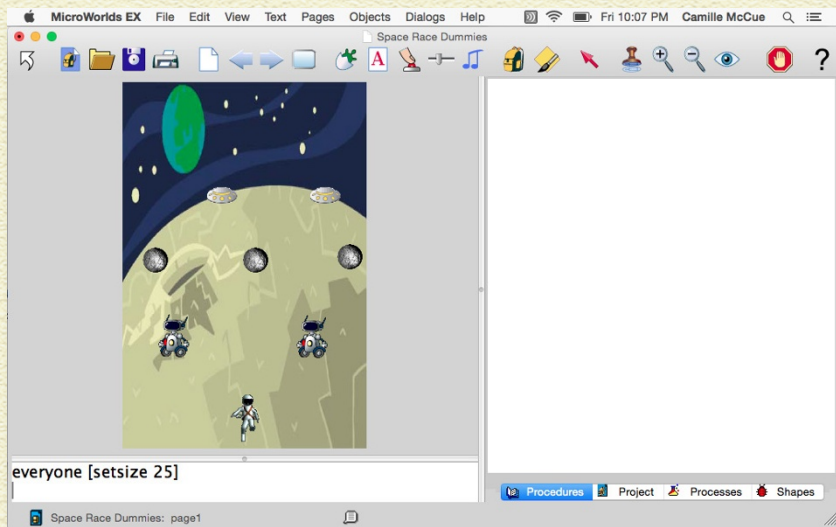 MicroWorlds EX File Edit View Text Pages Objects Dialogs Help Fri 10:07 PM Camille McCue
Space Race Dummies
A ?
everyone [setsize 25]
Procedures Project Processes Shapes
Space Race Dummies: page1